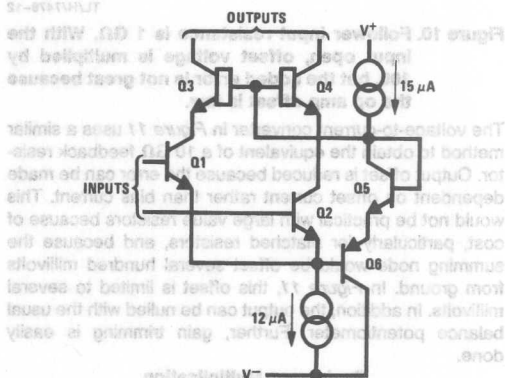 TL/H/7479-12
OUTPUTS
Figure 10. Follower input resistance is 1 GΩ. With the
input open, offset voltage is multiplied by
but the added error is not great because
the op amp offset is
V+
Q3
Q4
15 μA
The voltage-to-current converter in Figure 11 uses a similar
method to obtain the equivalent of a 10 GΩ feedback resis-
tor. Output offset is reduced because the error can be made
dependent on offset current rather than bias current. This
would not be practical with large value resistors because of
cost, particularly for matched resistors, and because the
summing node would be offset several hundred millivolts
from ground. In Figure 11, this offset is limited to several
millivolts. In addition, the output can be nulled with the usual
balance potentiometer. Further, gain trimming is easily
done.
Q1
INPUTS
Q5
Q2
Q6
12 μA
V−
Multiplication